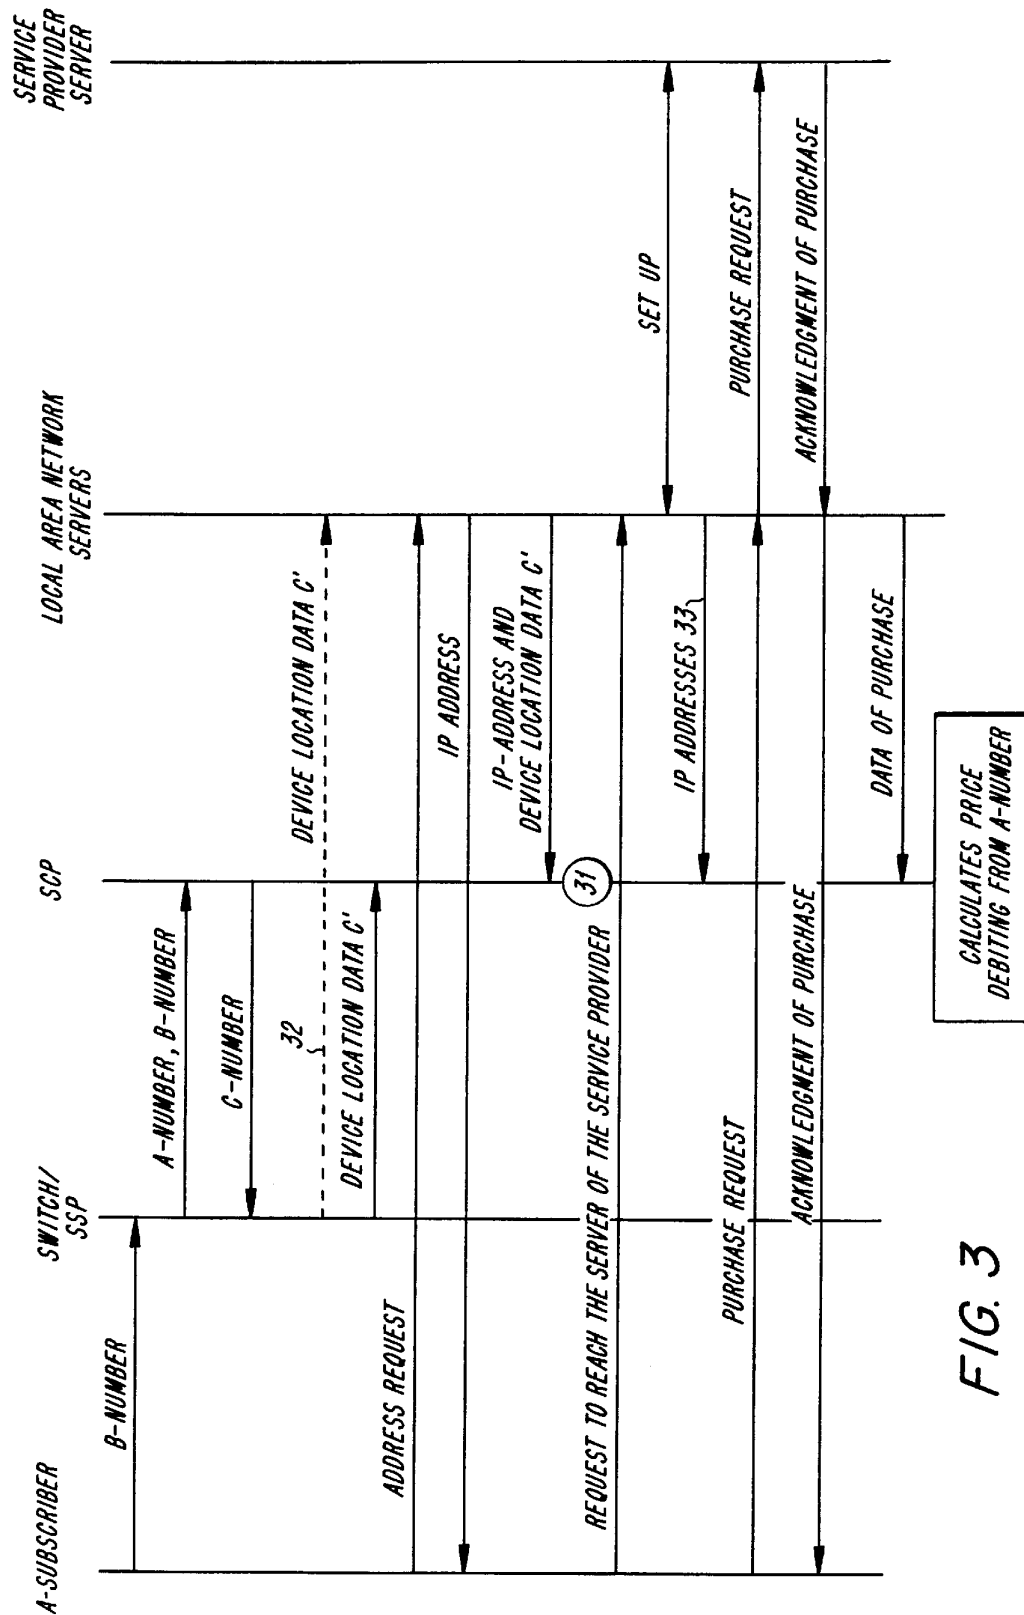 A-SUBSCRIBER
SWITCH/
SSP
SCP
LOCAL AREA NETWORK
SERVERS
SERVICE
PROVIDER
SERVER
B-NUMBER
A-NUMBER, B-NUMBER
C-NUMBER
32
DEVICE LOCATION DATA C'
DEVICE LOCATION DATA C'
ADDRESS REQUEST
IP ADDRESS
IP-ADDRESS AND
DEVICE LOCATION DATA C'
31
REQUEST TO REACH THE SERVER OF THE SERVICE PROVIDER
SET UP
IP ADDRESSES 33
PURCHASE REQUEST
PURCHASE REQUEST
ACKNOWLEDGMENT OF PURCHASE
ACKNOWLEDGMENT OF PURCHASE
DATA OF PURCHASE
CALCULATES PRICE
DEBITING FROM A-NUMBER
FIG. 3